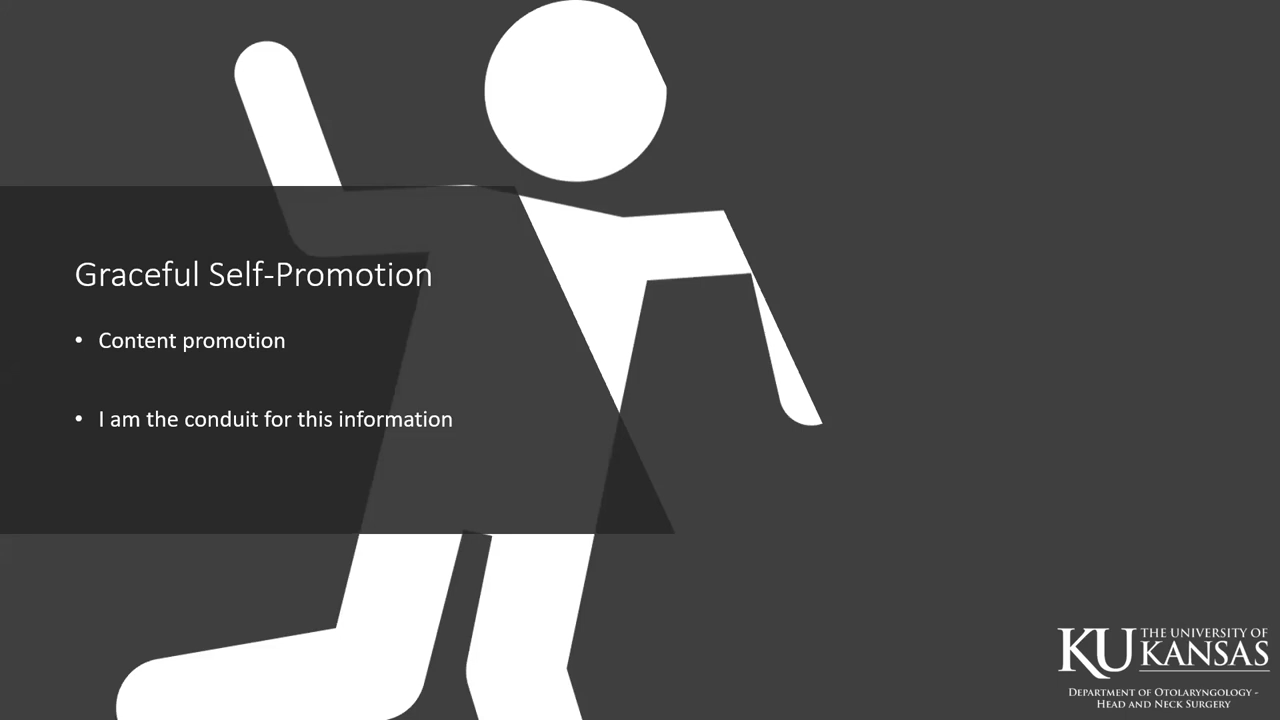 Graceful Self-Promotion
• Content promotion
• I am the conduit for this information
KU THE UNIVERSITY OF
KANSAS
DEPARTMENT OF OTOLARYNGOLOGY -
HEAD AND NECK SURGERY